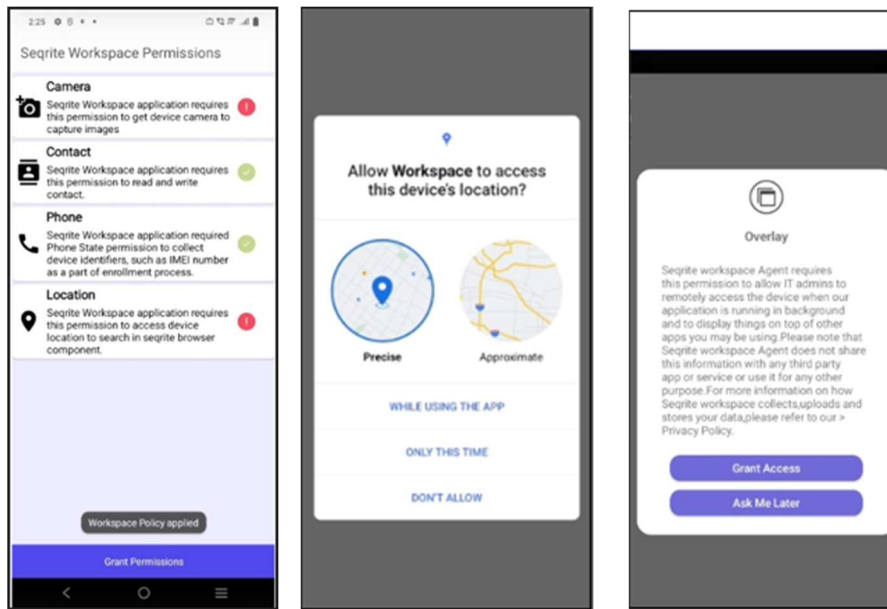 2:25
Seqrite Workspace Permissions
Camera
Seqrite Workspace application requires
this permission to get device camera to
capture images
Contact
Seqrite Workspace application requires
this permission to read and write
contact.
Phone
Seqrite Workspace application required
Phone State permission to collect
device identifiers, such as IMEI number
as a part of enrollment process.
Location
Seqrite Workspace application requires
this permission to access device
location to search in seqrite browser
component.
Workspace Policy applied
Grant Permissions
Allow Workspace to access
this device's location?
Precise
Approximate
WHILE USING THE APP
ONLY THIS TIME
DON'T ALLOW
Overlay
Seqrite workspace Agent requires
this permission to allow IT admins to
remotely access the device when our
application is running in background
and to display things on top of other
apps you may be using.Please note that
Seqrite workspace Agent does not share
this information with any third party
app or service or use it for any other
purpose.For more information on how
Seqrite workspace collects,uploads and
stores your data,please refer to our >
Privacy Policy.
Grant Access
Ask Me Later